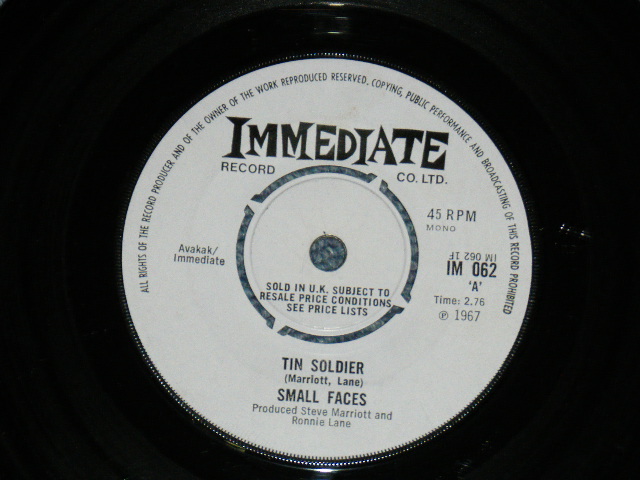 ALL RIGHTS OF THE RECORD PRODUCER AND OF THE OWNER OF THE WORK REPRODUCED RESERVED. COPYING, PUBLIC PERFORMANCE AND BROADCASTING OF THIS RECORD PROHIBITED
IMMEDIATE
RECORD CO. LTD.
45 RPM
MONO
Avakak/
Immediate
IM 062 1F
IM 062
'A'
Time: 2.76
℗ 1967
SOLD IN U.K. SUBJECT TO
RESALE PRICE CONDITIONS
SEE PRICE LISTS
TIN SOLDIER
(Marriott, Lane)
SMALL FACES
Produced Steve Marriott and
Ronnie Lane